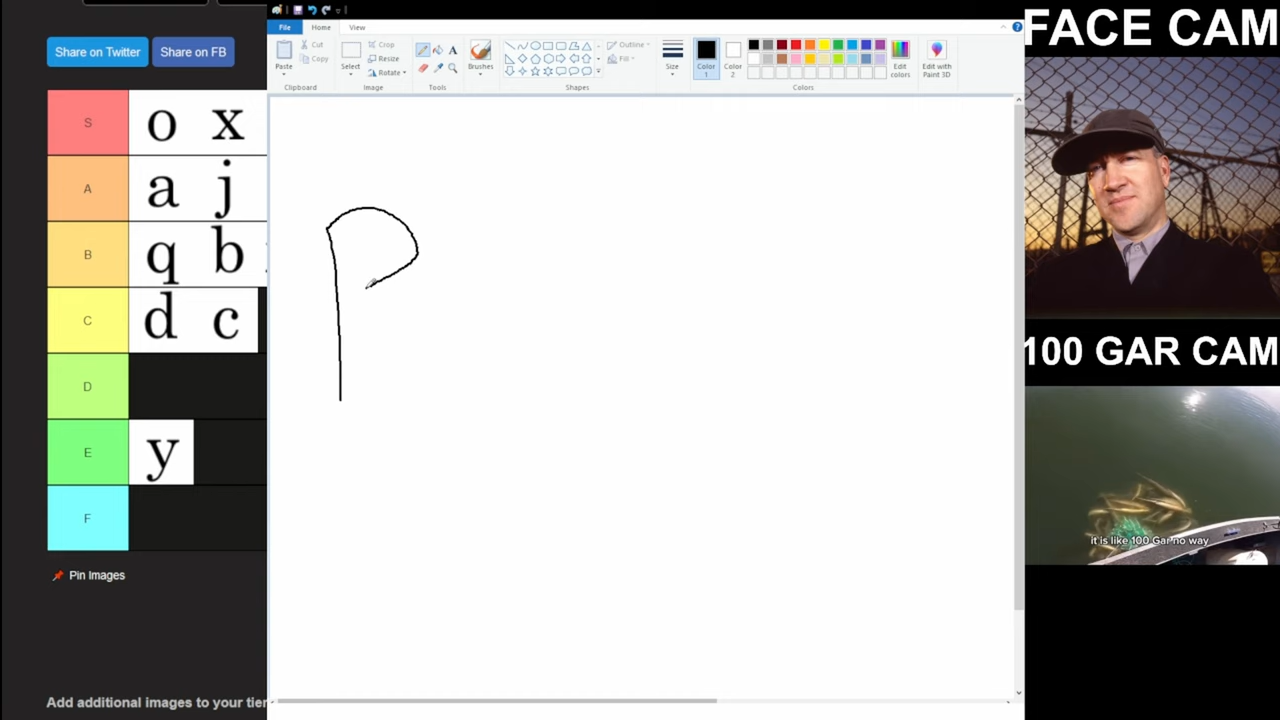 Share on Twitter
Share on FB
S
o x
A
a j
B
q b
C
d c
D
E
y
F
Pin Images
Add additional images to your tier
File
Home
View
Paste
Cut
Copy
Clipboard
Select
Crop
Resize
Rotate
Image
A
Tools
Brushes
Outline
Fill
Shapes
Size
Color
1
Color
2
Edit
colors
Edit with
Paint 3D
Colors
P
FACE CAM
100 GAR CAM
it is like 100 Gar no way